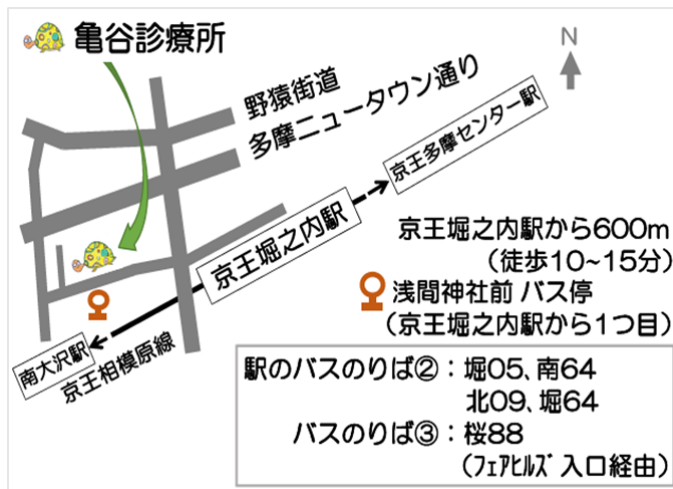 亀谷診療所
N
野猿街道
多摩ニュータウン通り
京王多摩センター駅
京王堀之内駅
京王堀之内駅から600m
(徒歩10~15分)
浅間神社前 バス停
(京王堀之内駅から1つ目)
南大沢駅
京王相模原線
駅のバスのりば②：堀05、南64
北09、堀64
バスのりば③：桜88
(ﾌｪｱﾋﾙｽﾞ入口経由)